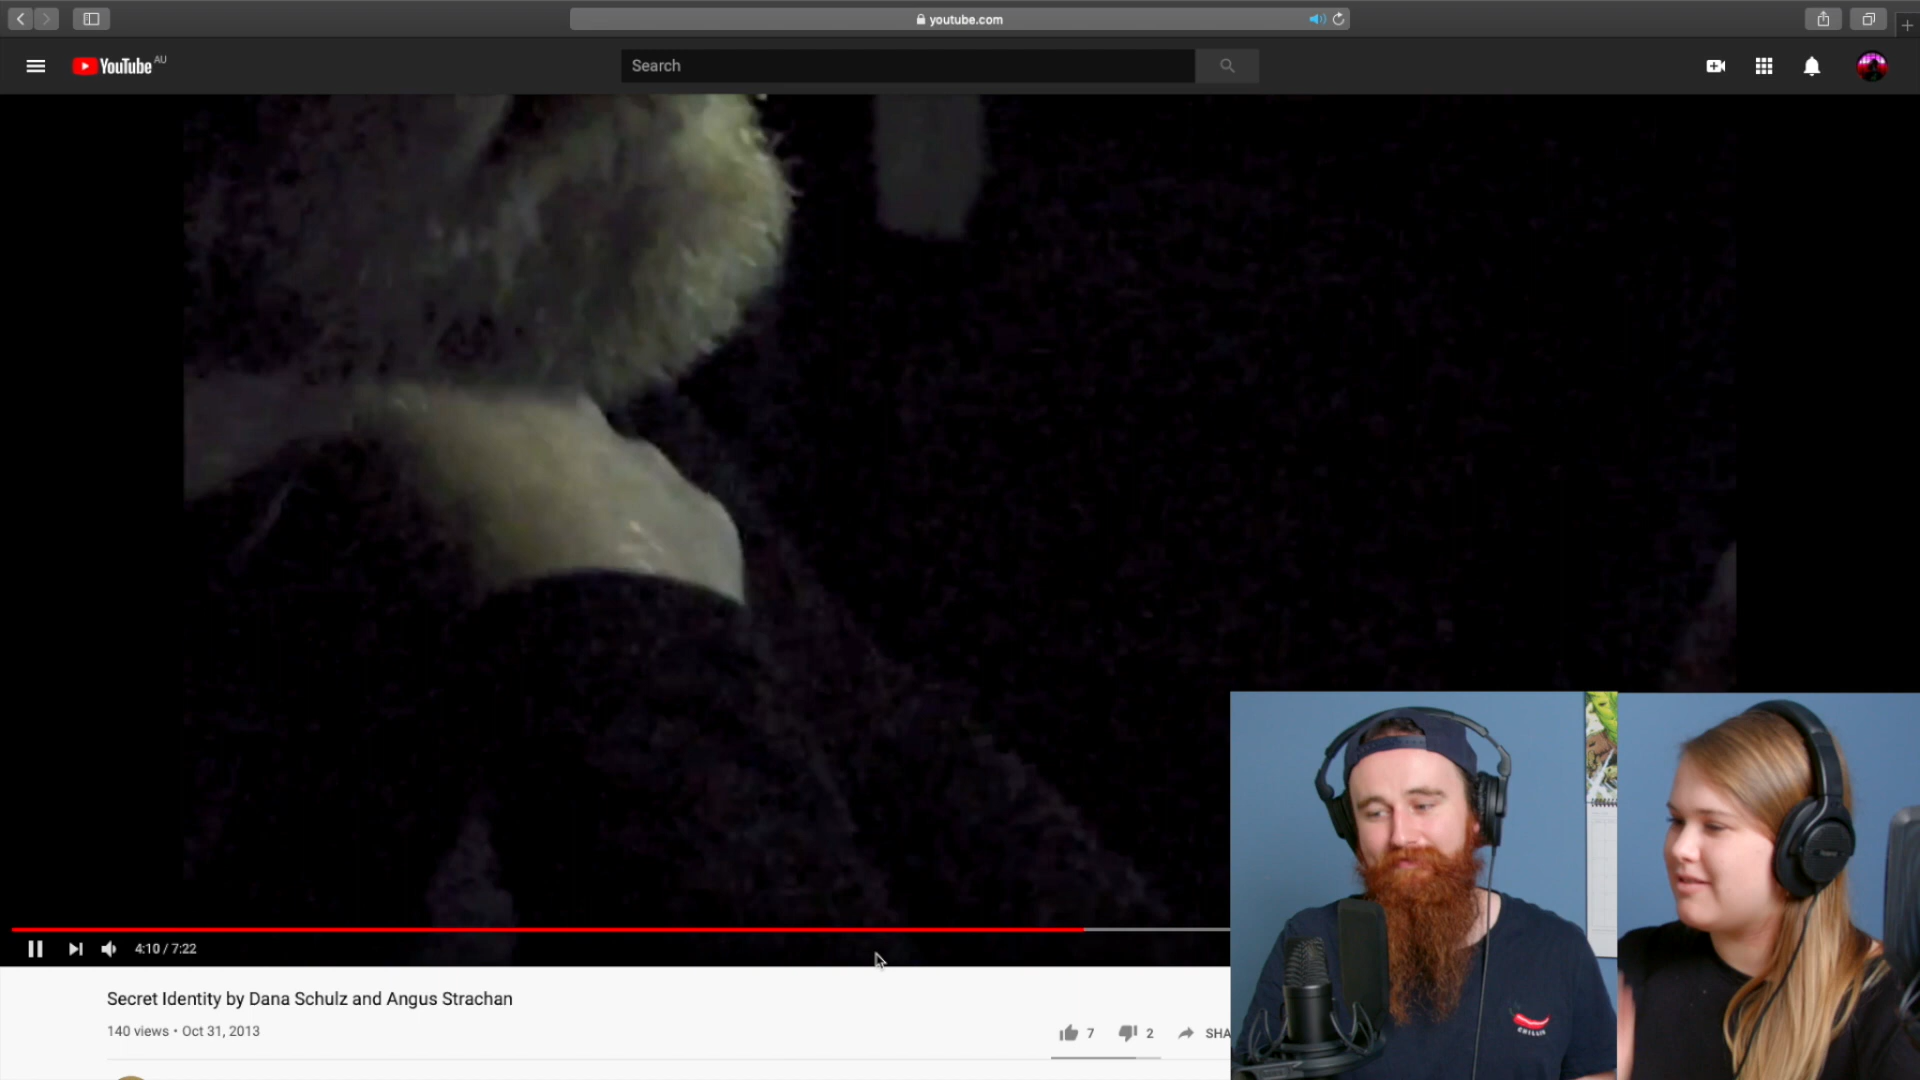 youtube.com
YouTube AU
Search
4:10 / 7:22
Secret Identity by Dana Schulz and Angus Strachan
140 views • Oct 31, 2013
7
2
SHA